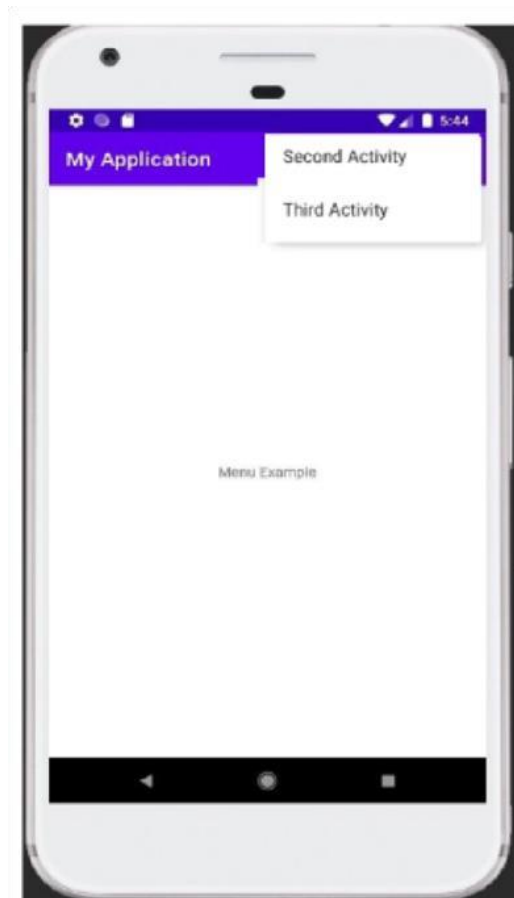 5:44
My Application
Second Activity
Third Activity
Menu Example